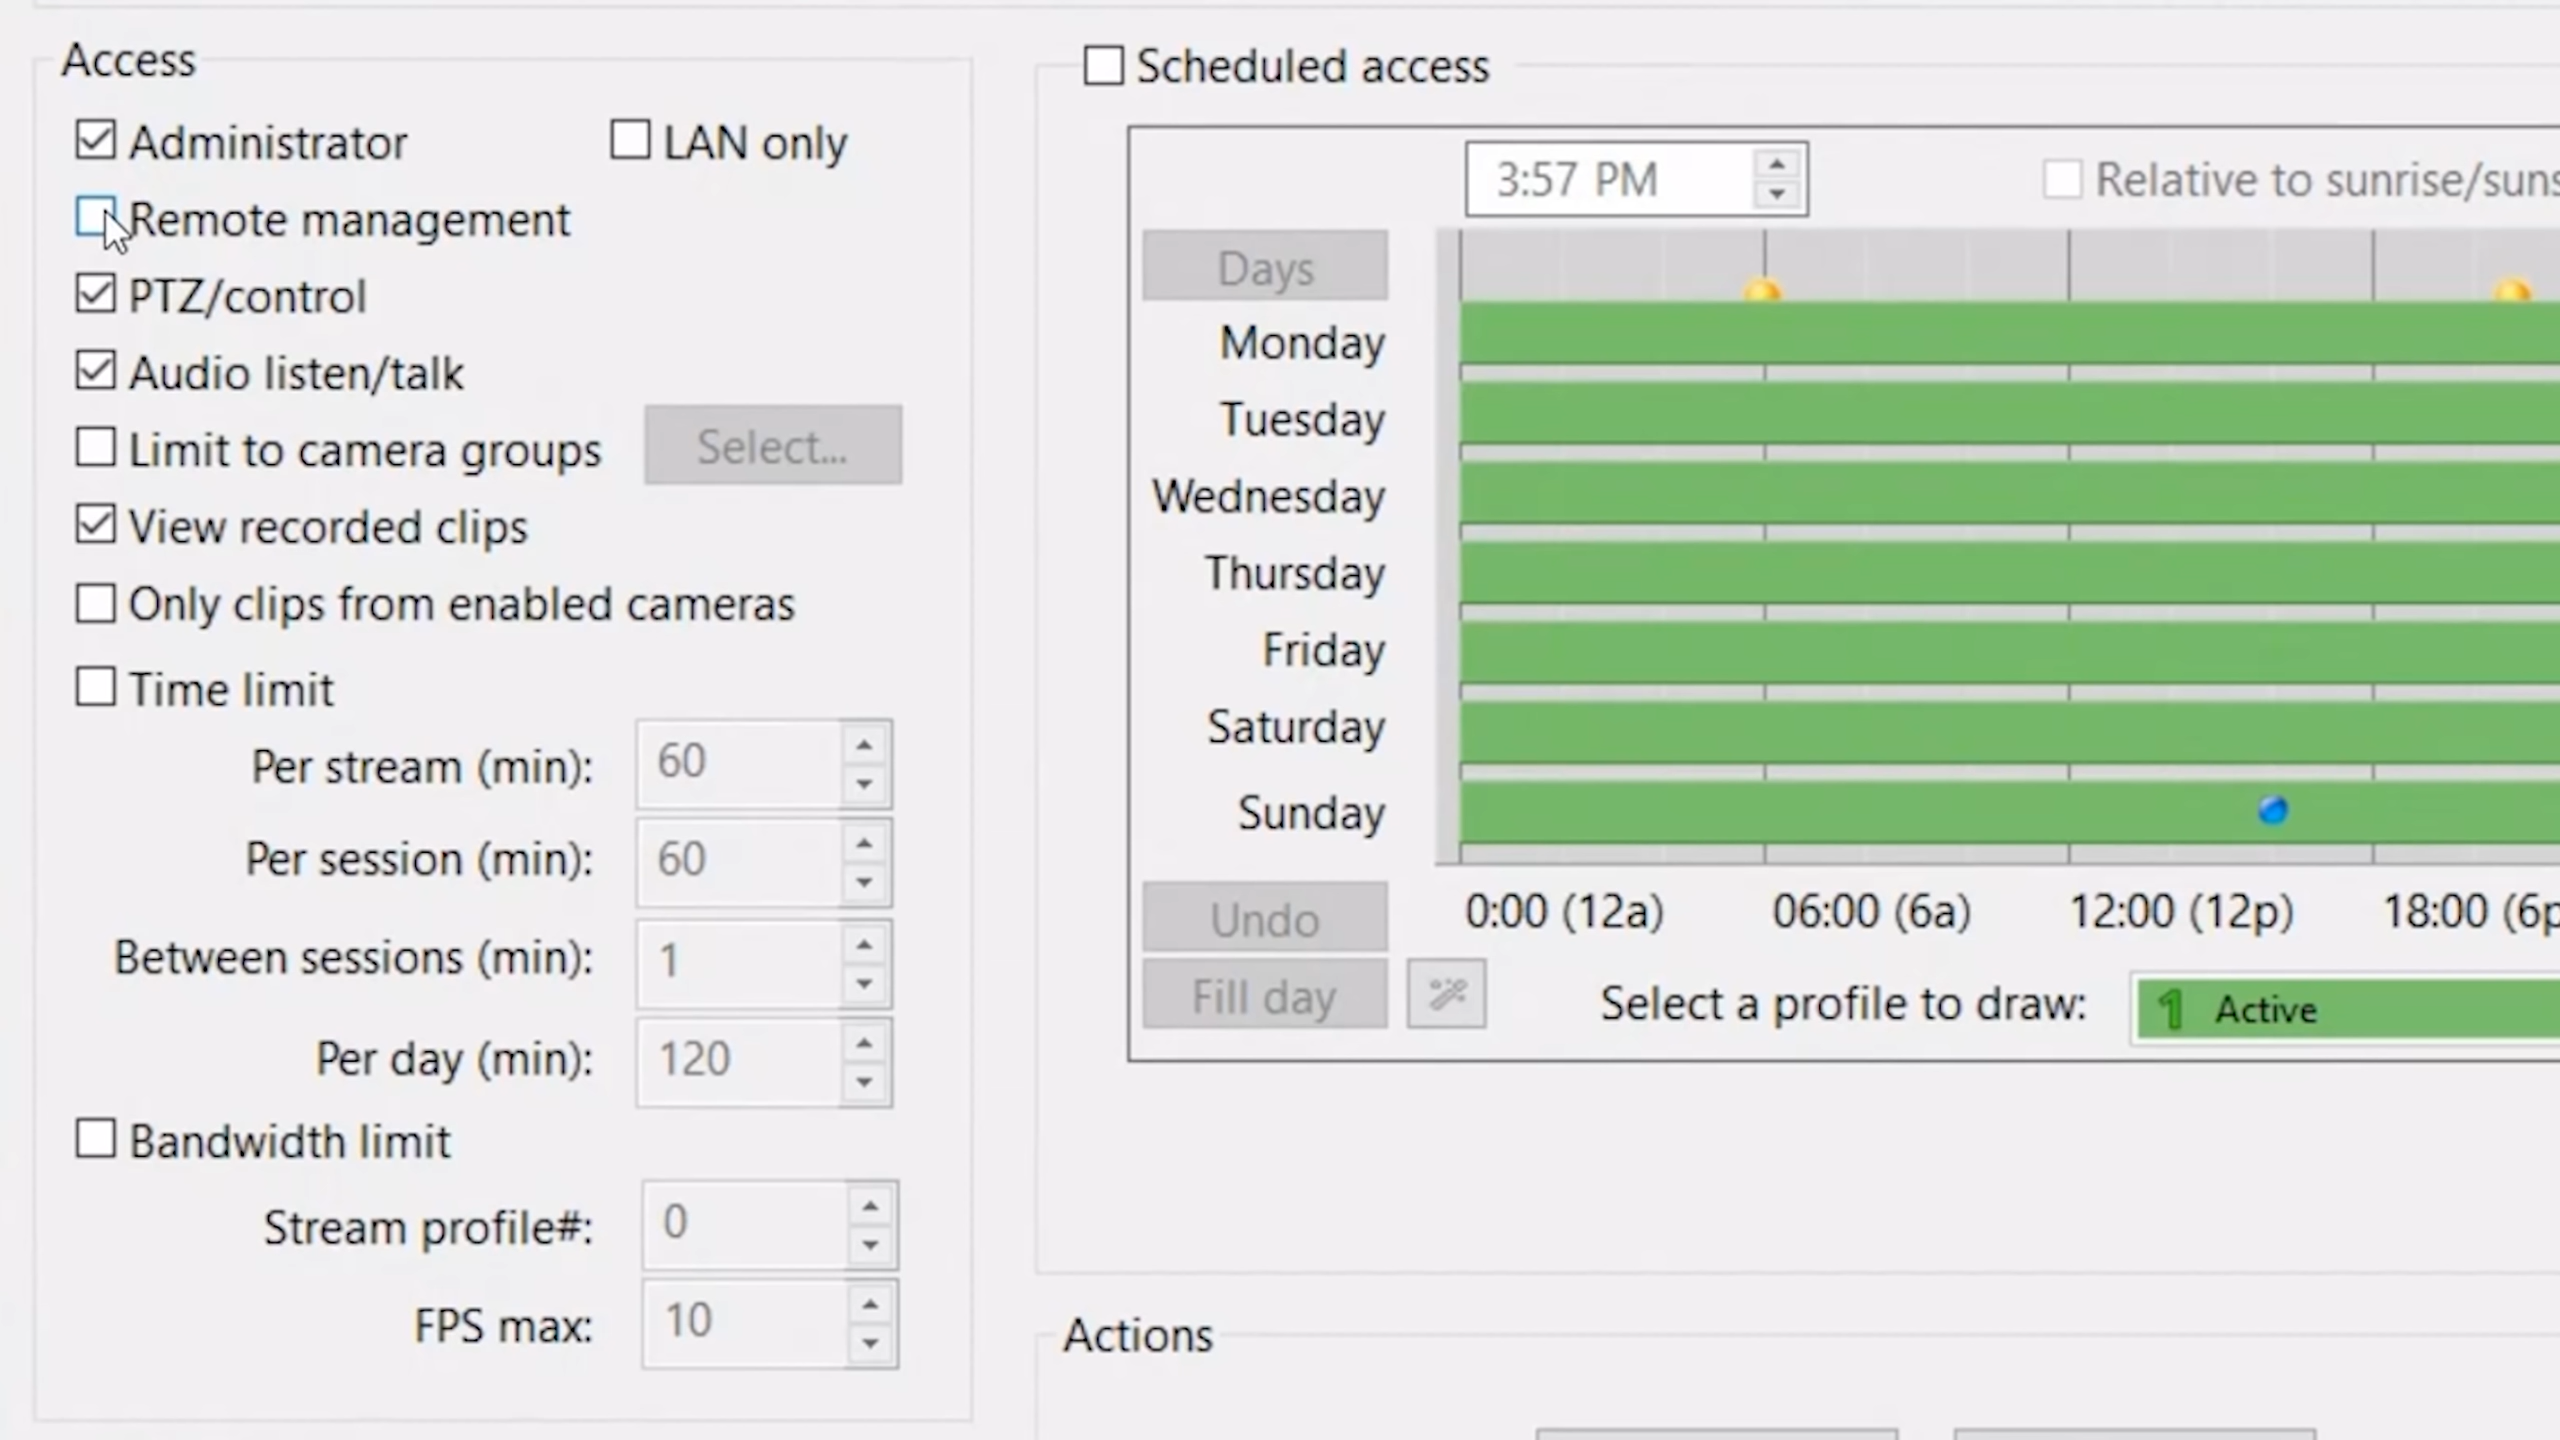 Access
Administrator
LAN only
Remote management
PTZ/control
Audio listen/talk
Limit to camera groups
Select...
View recorded clips
Only clips from enabled cameras
Time limit
Per stream (min): 60
Per session (min): 60
Between sessions (min): 1
Per day (min): 120
Bandwidth limit
Stream profile#: 0
FPS max: 10
Scheduled access
3:57 PM
Relative to sunrise/suns
Days
Monday
Tuesday
Wednesday
Thursday
Friday
Saturday
Sunday
0:00 (12a) 06:00 (6a) 12:00 (12p) 18:00 (6p
Undo
Fill day
Select a profile to draw: 1 Active
Actions